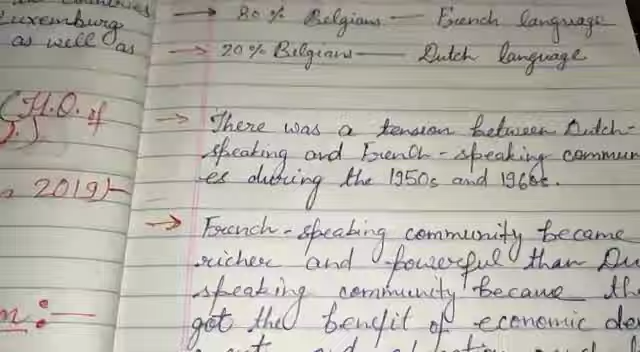 Luxemburg
as well as
(H.Q. if
2019)-
→ 80% Belgians — French language
→ 20% Belgians — Dutch language
→ There was a tension between Dutch-
speaking and French - speaking commun
es during the 1950s and 1960s.
→ French - speaking community became
richer and powerful than Du
speaking community because th
got the benefit of economic de